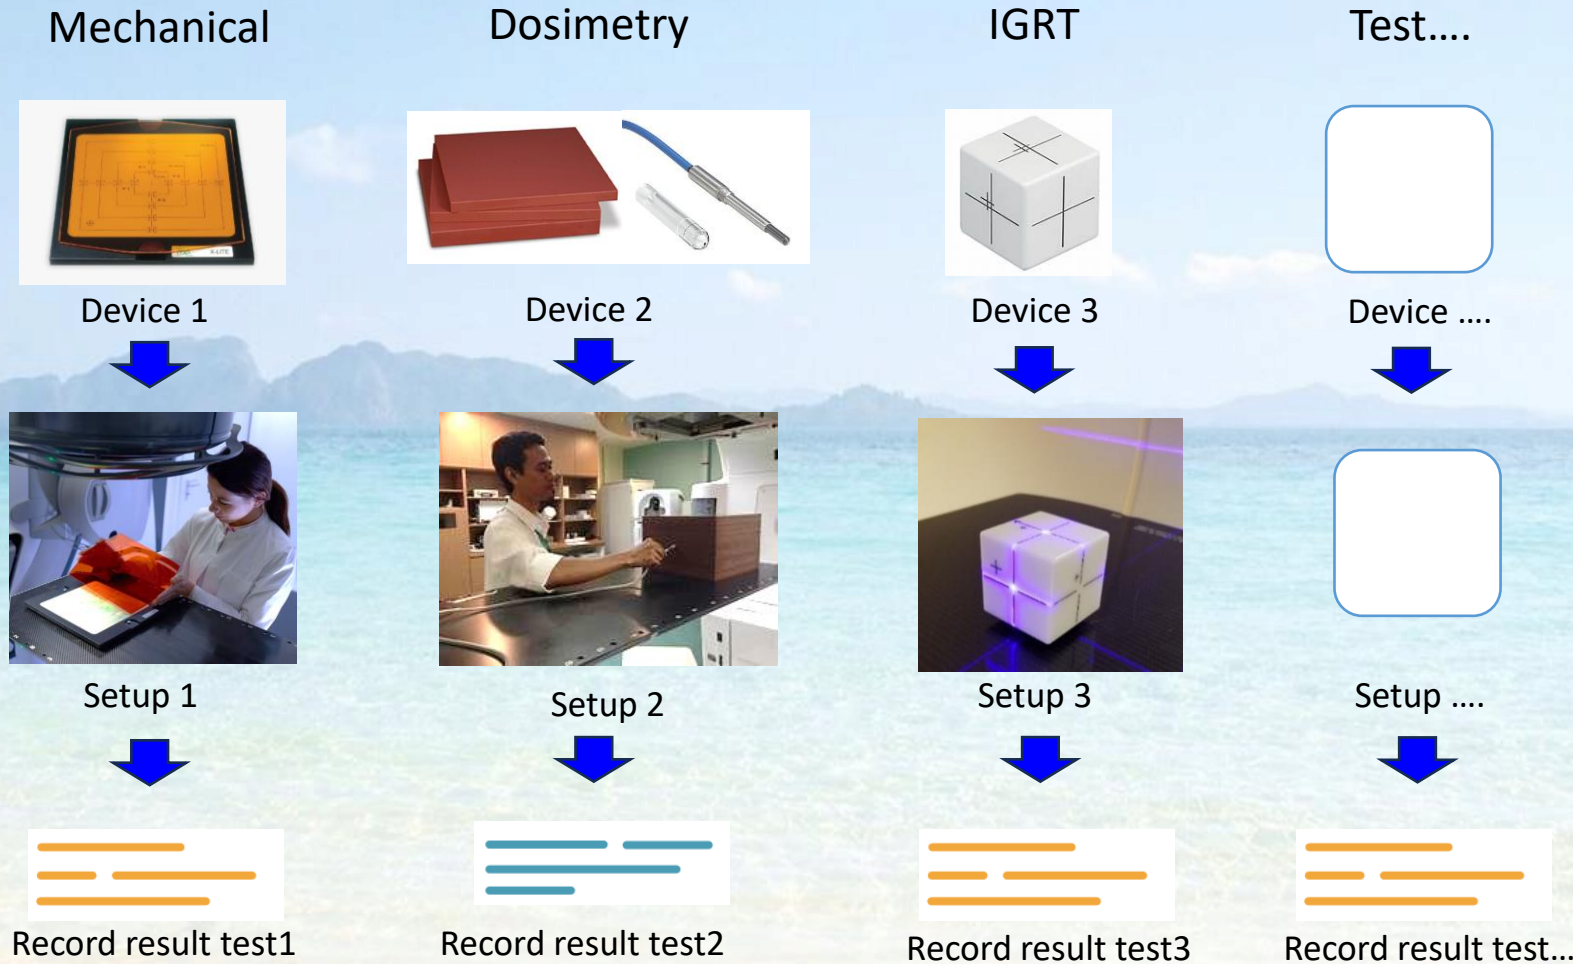 Mechanical
Dosimetry
IGRT
Test....
X-LITE
Device 1
Device 2
Device 3
Device ....
Setup 1
Setup 2
Setup 3
Setup ....
Record result test1
Record result test2
Record result test3
Record result test...